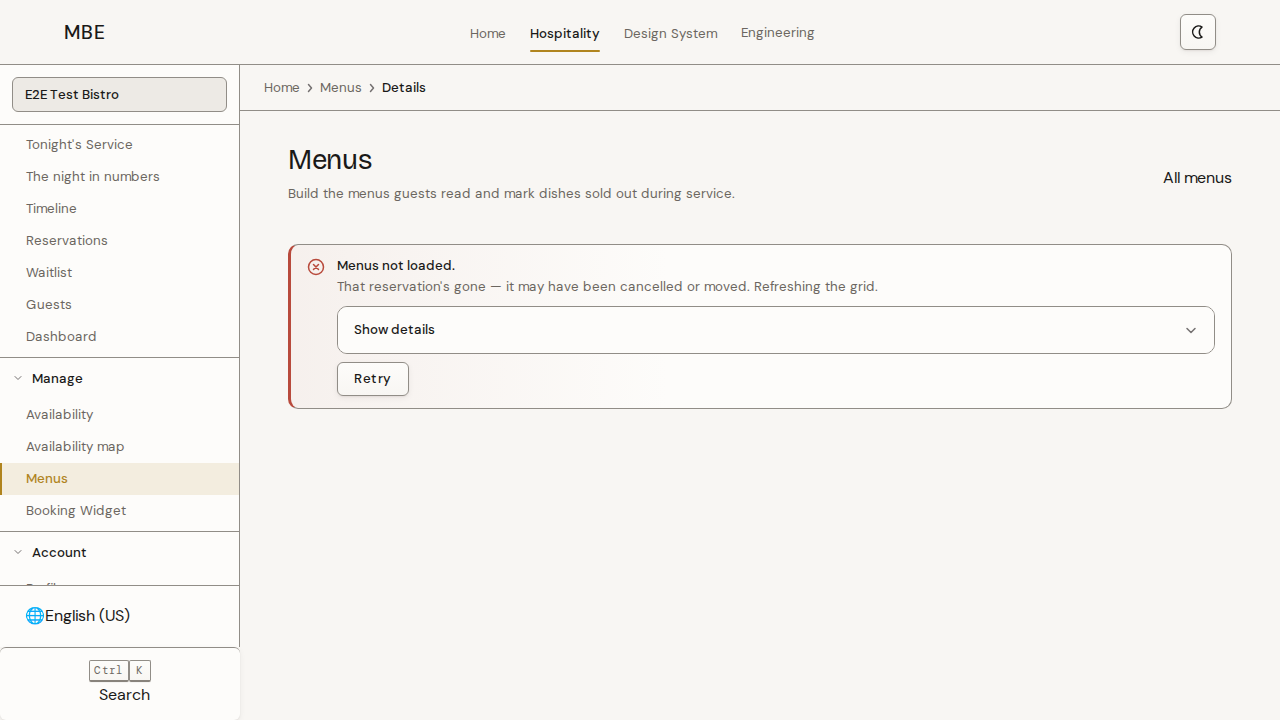 MBE
Home
Hospitality
Design System
Engineering
E2E Test Bistro
Home
Menus
Details
Tonight's Service
The night in numbers
Timeline
Reservations
Waitlist
Guests
Dashboard
Manage
Availability
Availability map
Menus
Booking Widget
Account
English (US)
Ctrl K
Search
Menus
Build the menus guests read and mark dishes sold out during service.
All menus
Menus not loaded.
That reservation's gone — it may have been cancelled or moved. Refreshing the grid.
Show details
Retry